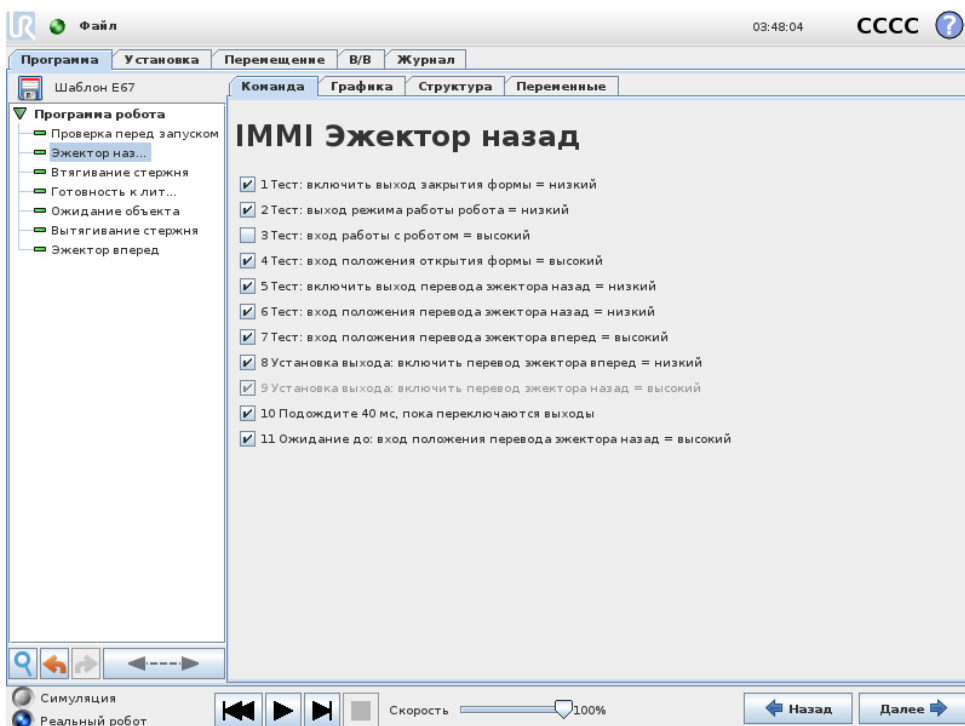 UR Файл 03:48:04 CCCC ?
Программа Установка Перемещение В/В Журнал
Шаблон E67
Команда Графика Структура Переменные
Программа робота
Проверка перед запуском
Эжектор наз...
Втягивание стержня
Готовность к лит...
Ожидание объекта
Вытягивание стержня
Эжектор вперед
IMMI Эжектор назад
1 Тест: включить выход закрытия формы = низкий
2 Тест: выход режима работы робота = низкий
3 Тест: вход работы с роботом = высокий
4 Тест: вход положения открытия формы = высокий
5 Тест: включить выход перевода эжектора назад = низкий
6 Тест: вход положения перевода эжектора назад = низкий
7 Тест: вход положения перевода эжектора вперед = высокий
8 Установка выхода: включить перевод эжектора вперед = низкий
9 Установка выхода: включить перевод эжектора назад = высокий
10 Подождите 40 мс, пока переключаются выходы
11 Ожидание до: вход положения перевода эжектора назад = высокий
Симуляция
Реальный робот
Скорость 100%
Назад Далее